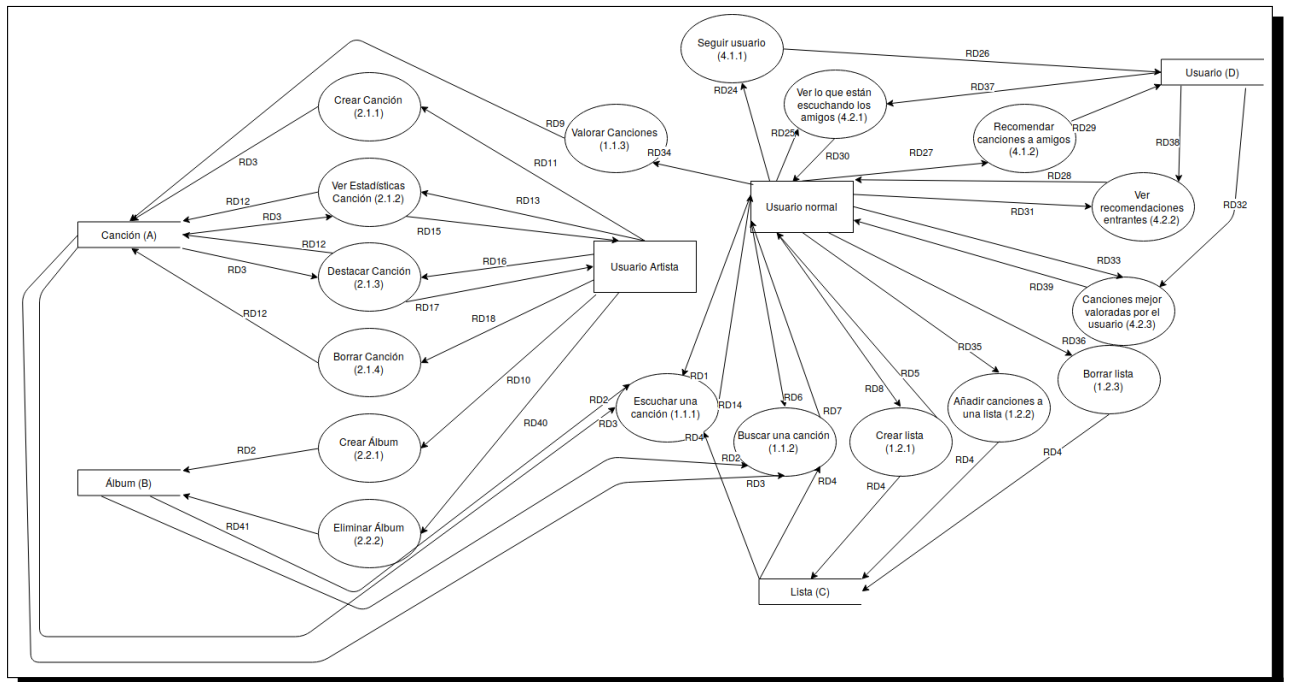 Seguir usuario
(4.1.1)
RD26
Usuario (D)
RD24
Ver lo que están
escuchando los
amigos (4.2.1)
RD37
Crear Canción
(2.1.1)
RD9
Valorar Canciones
(1.1.3)
RD34
RD25
RD30
RD27
Recomendar
canciones a amigos
(4.1.2)
RD29
RD38
RD28
RD3
RD11
Ver Estadísticas
Canción (2.1.2)
RD12
RD13
RD3
RD15
Usuario normal
RD31
Ver
recomendaciones
entrantes (4.2.2)
RD32
Canción (A)
RD12
RD3
Destacar Canción
(2.1.3)
RD16
RD17
Usuario Artista
RD33
RD39
Canciones mejor
valoradas por el
usuario (4.2.3)
RD12
RD18
Borrar Canción
(2.1.4)
RD10
RD40
RD36
RD35
Borrar lista
(1.2.3)
RD1
RD2
RD3
Escuchar una
canción (1.1.1)
RD14
RD4
RD6
RD7
Buscar una canción
(1.1.2)
RD8
RD5
Crear lista
(1.2.1)
Añadir canciones a
una lista (1.2.2)
RD2
Crear Álbum
(2.2.1)
RD2
RD3
RD4
RD4
RD4
RD4
Álbum (B)
RD41
Eliminar Álbum
(2.2.2)
Lista (C)